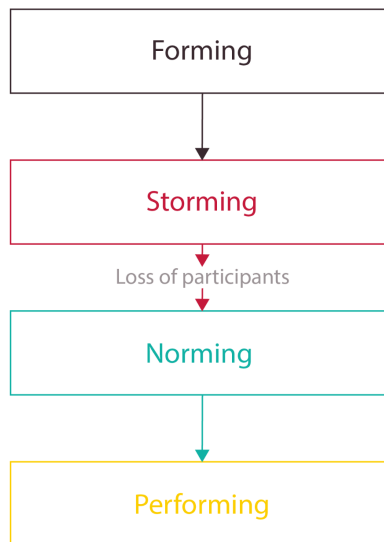 Forming
Storming
Loss of participants
Norming
Performing